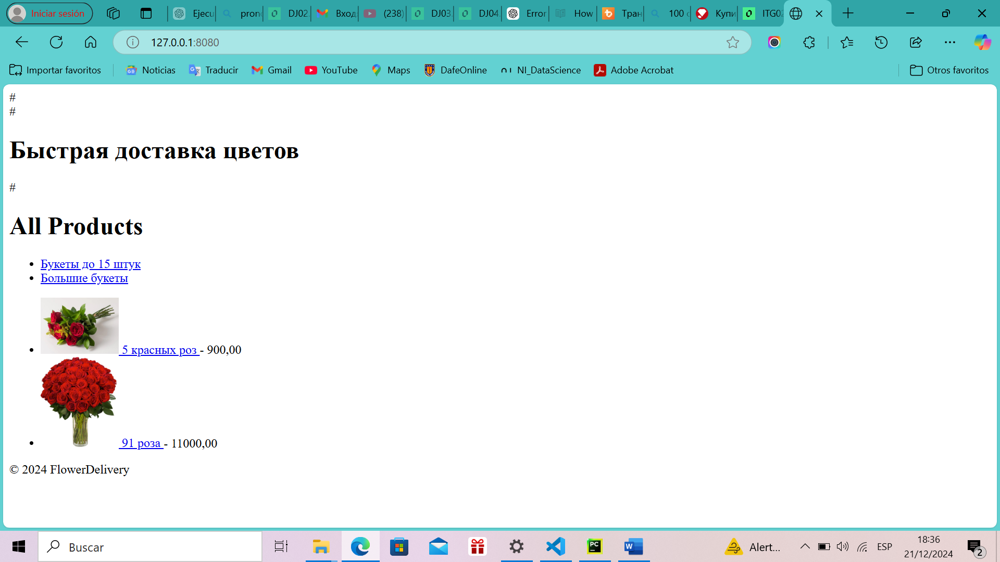 Iniciar sesión
Ejecu
pron
DJ02.
Вход
(238)
DJ03
DJ04.
Error
How
Тран
100 c
Купи
ITG02
127.0.0.1:8080
Importar favoritos
Noticias
Traducir
Gmail
YouTube
Maps
DafeOnline
NI_DataScience
Adobe Acrobat
Otros favoritos
#
#
Быстрая доставка цветов
#
All Products
Букеты до 15 штук
Большие букеты
5 красных роз - 900,00
91 роза - 11000,00
© 2024 FlowerDelivery
Buscar
Alert...
ESP
18:36
21/12/2024
2